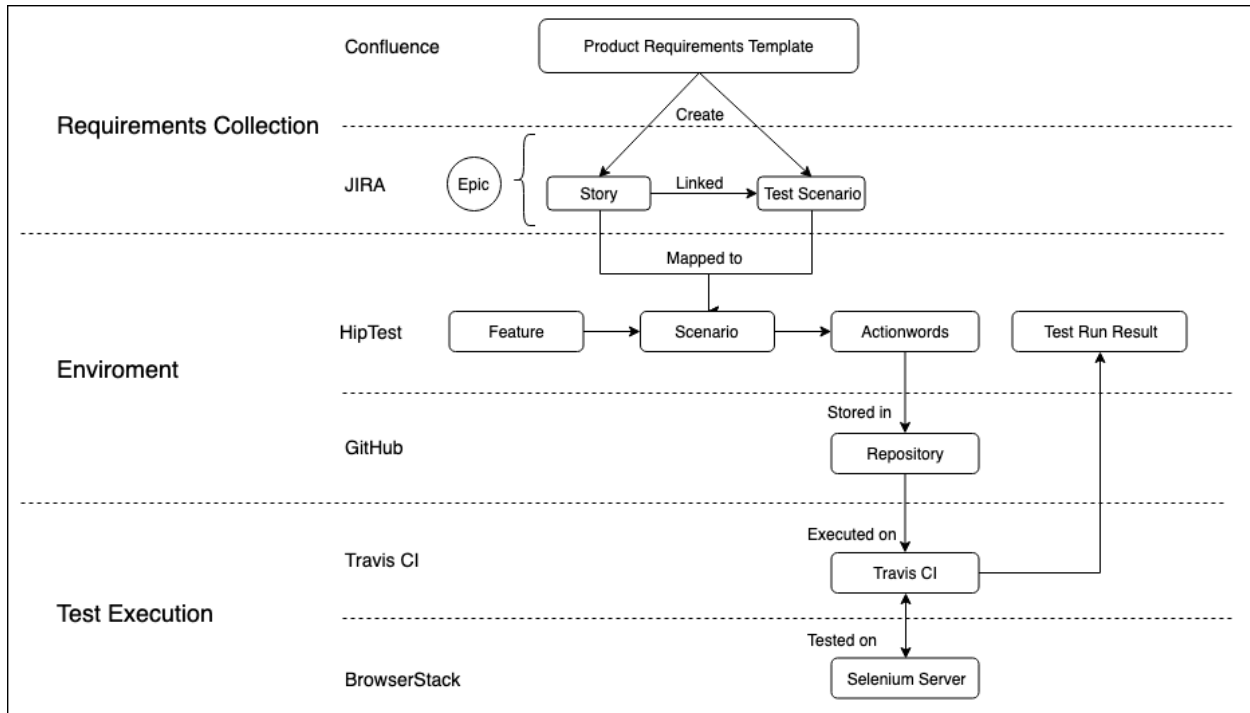 Confluence
Product Requirements Template
Requirements Collection
Create
JIRA
Epic
Story
Linked
Test Scenario
Mapped to
HipTest
Feature
Scenario
Actionwords
Test Run Result
Enviroment
Stored in
GitHub
Repository
Executed on
Travis CI
Travis CI
Test Execution
Tested on
BrowserStack
Selenium Server